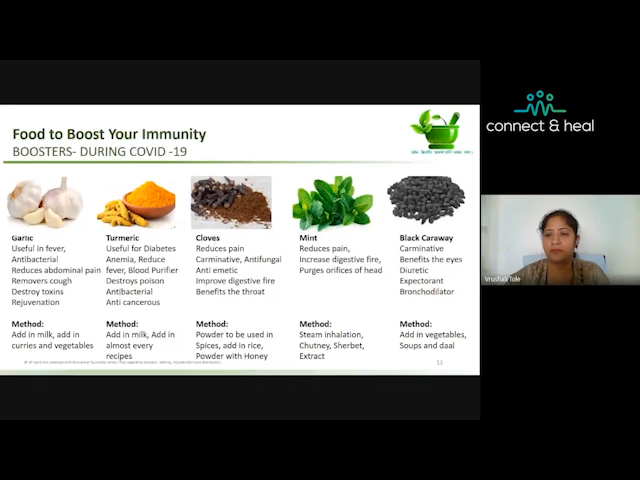 Food to Boost Your Immunity
BOOSTERS- DURING COVID -19
connect & heal
Garlic
Useful in fever,
Antibacterial
Reduces abdominal pain
Removers cough
Destroy toxins
Rejuvenation
Method:
Add in milk, add in
curries and vegetables
Turmeric
Useful for Diabetes
Anemia, Reduce
fever, Blood Purifier
Destroys poison
Antibacterial
Anti cancerous
Method:
Add in milk, Add in
almost every
recipes
Cloves
Reduces pain
Carminative, Antifungal
Anti emetic
Improve digestive fire
Benefits the throat
Method:
Powder to be used in
Spices, add in rice,
Powder with Honey
Mint
Reduces pain,
Increase digestive fire,
Purges orifices of head
Method:
Steam inhalation,
Chutney, Sherbet,
Extract
Black Caraway
Carminative
Benefits the eyes
Diuretic
Expectorant
Bronchodilator
Method:
Add in vegetables,
Soups and daal
Vrushali Tole